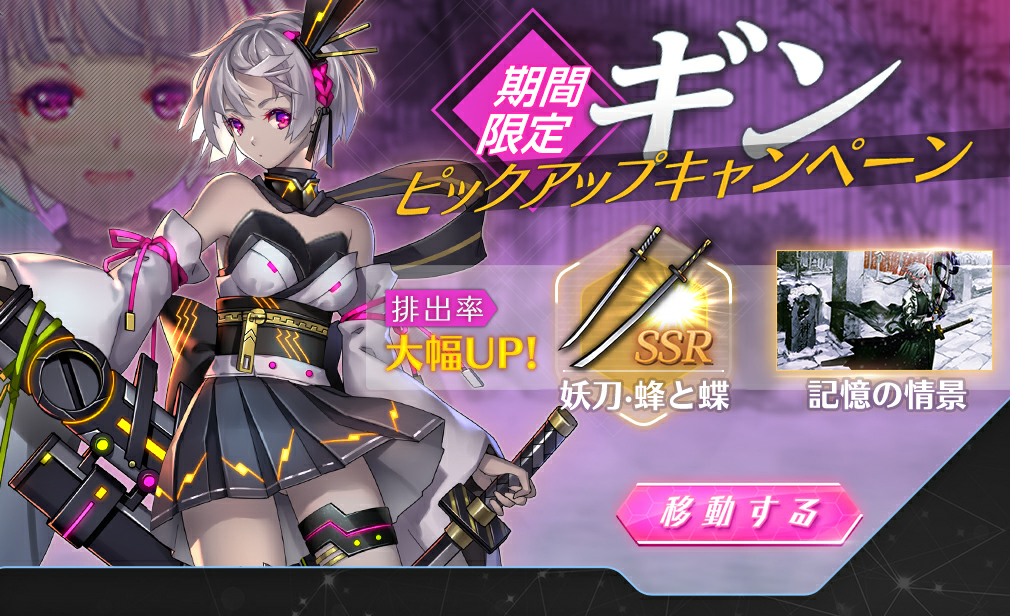 期間
限定
ギン
ピックアップキャンペーン
排出率
大幅UP!
SSR
妖刀・蜂と蝶
記憶の情景
移動する